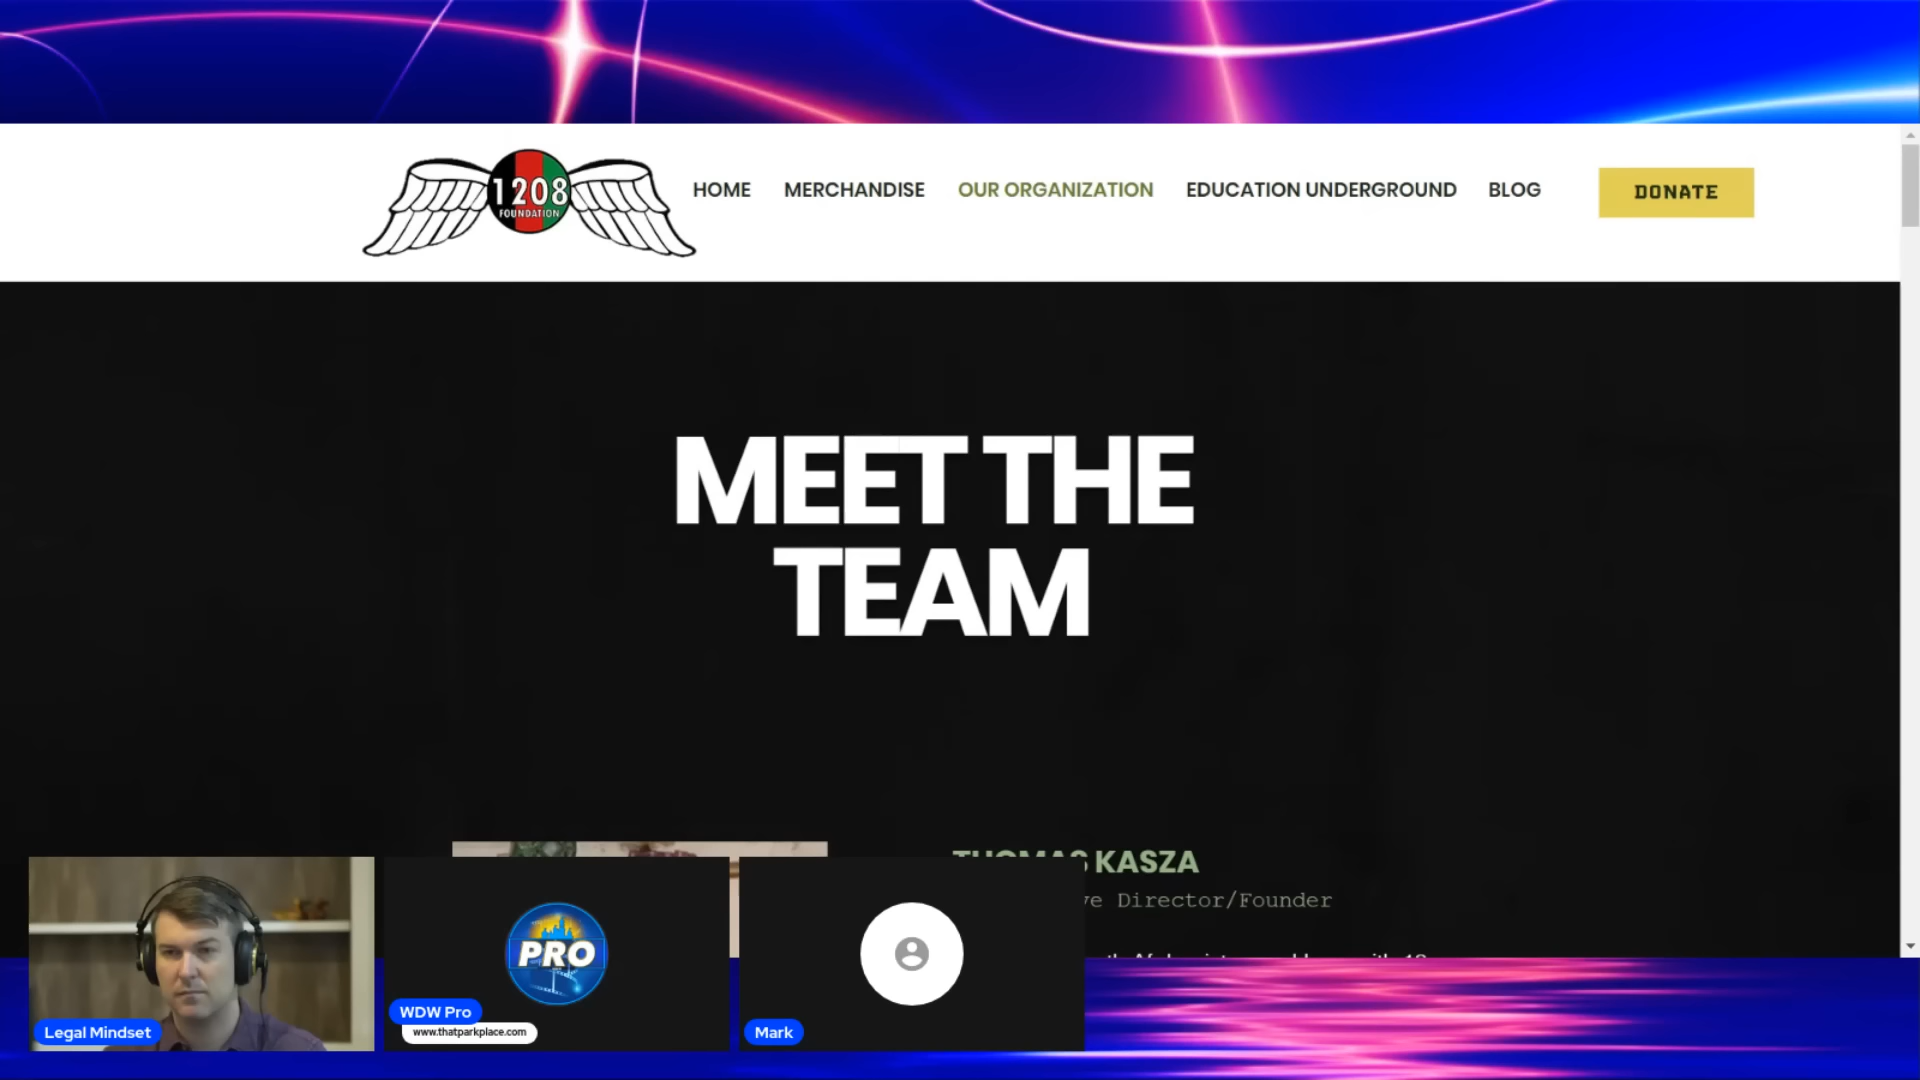 1208
FOUNDATION
HOME
MERCHANDISE
OUR ORGANIZATION
EDUCATION UNDERGROUND
BLOG
DONATE
MEET THE
TEAM
KASZA
Director/Founder
PRO
WDW Pro
www.thatparkplace.com
Legal Mindset
Mark